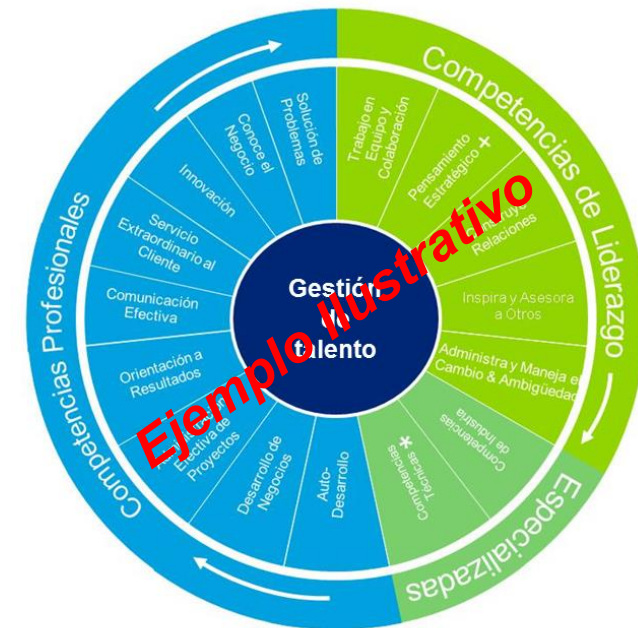 Competencias de Liderazgo
Trabajo en
Equipo y
Colaboración
Pensamiento
Estratégico +
Relaciones
Inspira y Asesora
a Otros
Administra y Maneja el
Cambio & Ambigüedad
Especializadas
Competencias
de Industria
Competencias
Técnicas *
Competencias Profesionales
Auto-
Desarrollo
Desarrollo de
Negocios
Efectiva de
Proyectos
Orientación a
Resultados
Comunicación
Efectiva
Servicio
Extraordinario al
Cliente
Innovación
Conoce el
Negocio
Solución de
Problemas
Gestión
de
talento
Ejemplo Ilustrativo